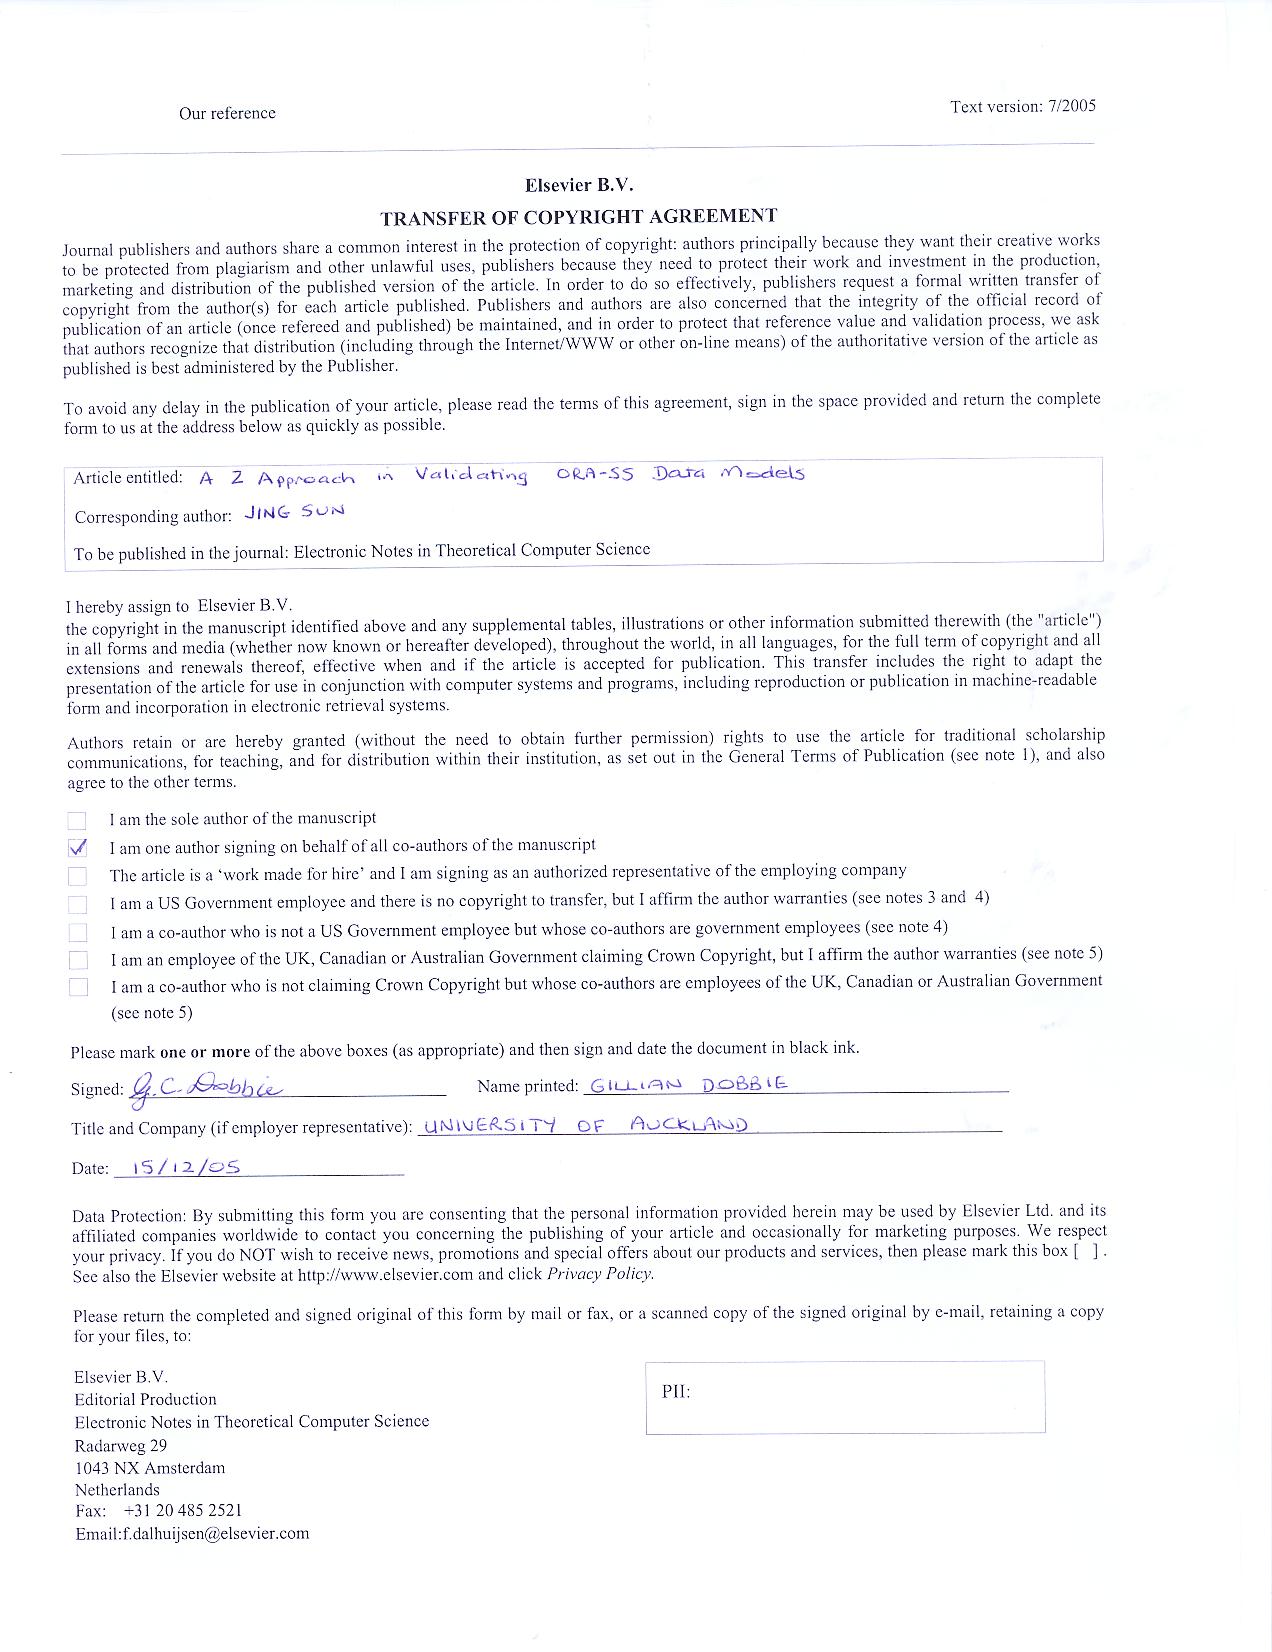 Our reference
Text version: 7/2005
Elsevier B.V.
TRANSFER OF COPYRIGHT AGREEMENT
Journal publishers and authors share a common interest in the protection of copyright: authors principally because they want their creative works
to be protected from plagiarism and other unlawful uses, publishers because they need to protect their work and investment in the production,
marketing and distribution of the published version of the article. In order to do so effectively, publishers request a formal written transfer of
copyright from the author(s) for each article published. Publishers and authors are also concerned that the integrity of the official record of
publication of an article (once refereed and published) be maintained, and in order to protect that reference value and validation process, we ask
that authors recognize that distribution (including through the Internet/WWW or other on-line means) of the authoritative version of the article as
published is best administered by the Publisher.
To avoid any delay in the publication of your article, please read the terms of this agreement, sign in the space provided and return the complete
form to us at the address below as quickly as possible.
Article entitled: A Z Approach in Validating ORA-SS Data Models
Corresponding author: JING SUN
To be published in the journal: Electronic Notes in Theoretical Computer Science
I hereby assign to Elsevier B.V.
the copyright in the manuscript identified above and any supplemental tables, illustrations or other information submitted therewith (the "article")
in all forms and media (whether now known or hereafter developed), throughout the world, in all languages, for the full term of copyright and all
extensions and renewals thereof, effective when and if the article is accepted for publication. This transfer includes the right to adapt the
presentation of the article for use in conjunction with computer systems and programs, including reproduction or publication in machine-readable
form and incorporation in electronic retrieval systems.
Authors retain or are hereby granted (without the need to obtain further permission) rights to use the article for traditional scholarship
communications, for teaching, and for distribution within their institution, as set out in the General Terms of Publication (see note 1), and also
agree to the other terms.
I am the sole author of the manuscript
I am one author signing on behalf of all co-authors of the manuscript
The article is a ‘work made for hire’ and I am signing as an authorized representative of the employing company
I am a US Government employee and there is no copyright to transfer, but I affirm the author warranties (see notes 3 and 4)
I am a co-author who is not a US Government employee but whose co-authors are government employees (see note 4)
I am an employee of the UK, Canadian or Australian Government claiming Crown Copyright, but I affirm the author warranties (see note 5)
I am a co-author who is not claiming Crown Copyright but whose co-authors are employees of the UK, Canadian or Australian Government
(see note 5)
Please mark one or more of the above boxes (as appropriate) and then sign and date the document in black ink.
Signed: G.C. Dobbie Name printed: GILLIAN DOBBIE
Title and Company (if employer representative): UNIVERSITY OF AUCKLAND
Date: 15/12/05
Data Protection: By submitting this form you are consenting that the personal information provided herein may be used by Elsevier Ltd. and its
affiliated companies worldwide to contact you concerning the publishing of your article and occasionally for marketing purposes. We respect
your privacy. If you do NOT wish to receive news, promotions and special offers about our products and services, then please mark this box [ ] .
See also the Elsevier website at http://www.elsevier.com and click Privacy Policy.
Please return the completed and signed original of this form by mail or fax, or a scanned copy of the signed original by e-mail, retaining a copy
for your files, to:
Elsevier B.V.
Editorial Production
Electronic Notes in Theoretical Computer Science
Radarweg 29
1043 NX Amsterdam
Netherlands
Fax: +31 20 485 2521
Email:f.dalhuijsen@elsevier.com
PII: